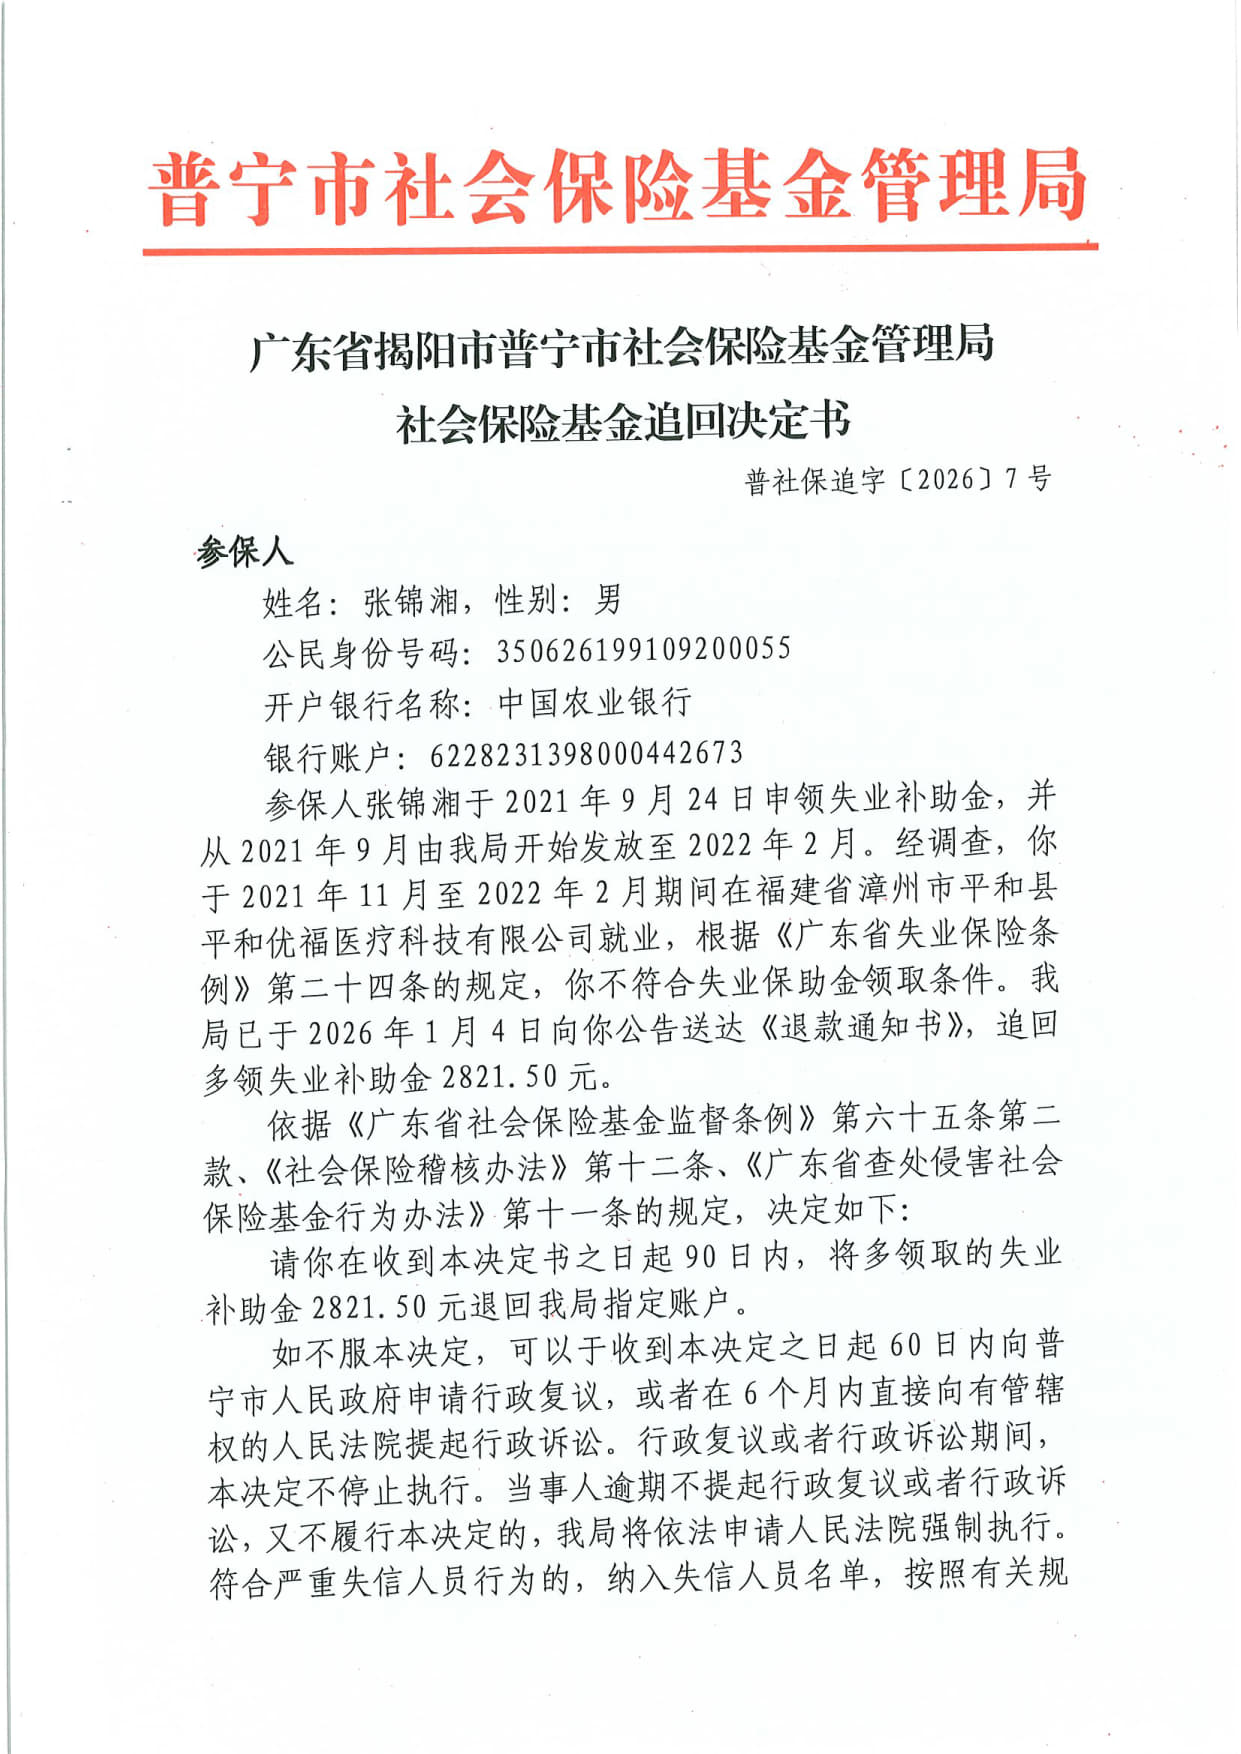 普宁市社会保险基金管理局
广东省揭阳市普宁市社会保险基金管理局
社会保险基金追回决定书
普社保追字〔2026〕7号
参保人
姓名：张锦湘，性别：男
公民身份号码：350626199109200055
开户银行名称：中国农业银行
银行账户：6228231398000442673
参保人张锦湘于2021年9月24日申领失业补助金，并
从2021年9月由我局开始发放至2022年2月。经调查，你
于2021年11月至2022年2月期间在福建省漳州市平和县
平和优福医疗科技有限公司就业，根据《广东省失业保险条
例》第二十四条的规定，你不符合失业保助金领取条件。我
局已于2026年1月4日向你公告送达《退款通知书》，追回
多领失业补助金2821.50元。
依据《广东省社会保险基金监督条例》第六十五条第二
款、《社会保险稽核办法》第十二条、《广东省查处侵害社会
保险基金行为办法》第十一条的规定，决定如下：
请你在收到本决定书之日起90日内，将多领取的失业
补助金2821.50元退回我局指定账户。
如不服本决定，可以于收到本决定之日起60日内向普
宁市人民政府申请行政复议，或者在6个月内直接向有管辖
权的人民法院提起行政诉讼。行政复议或者行政诉讼期间，
本决定不停止执行。当事人逾期不提起行政复议或者行政诉
讼，又不履行本决定的，我局将依法申请人民法院强制执行。
符合严重失信人员行为的，纳入失信人员名单，按照有关规